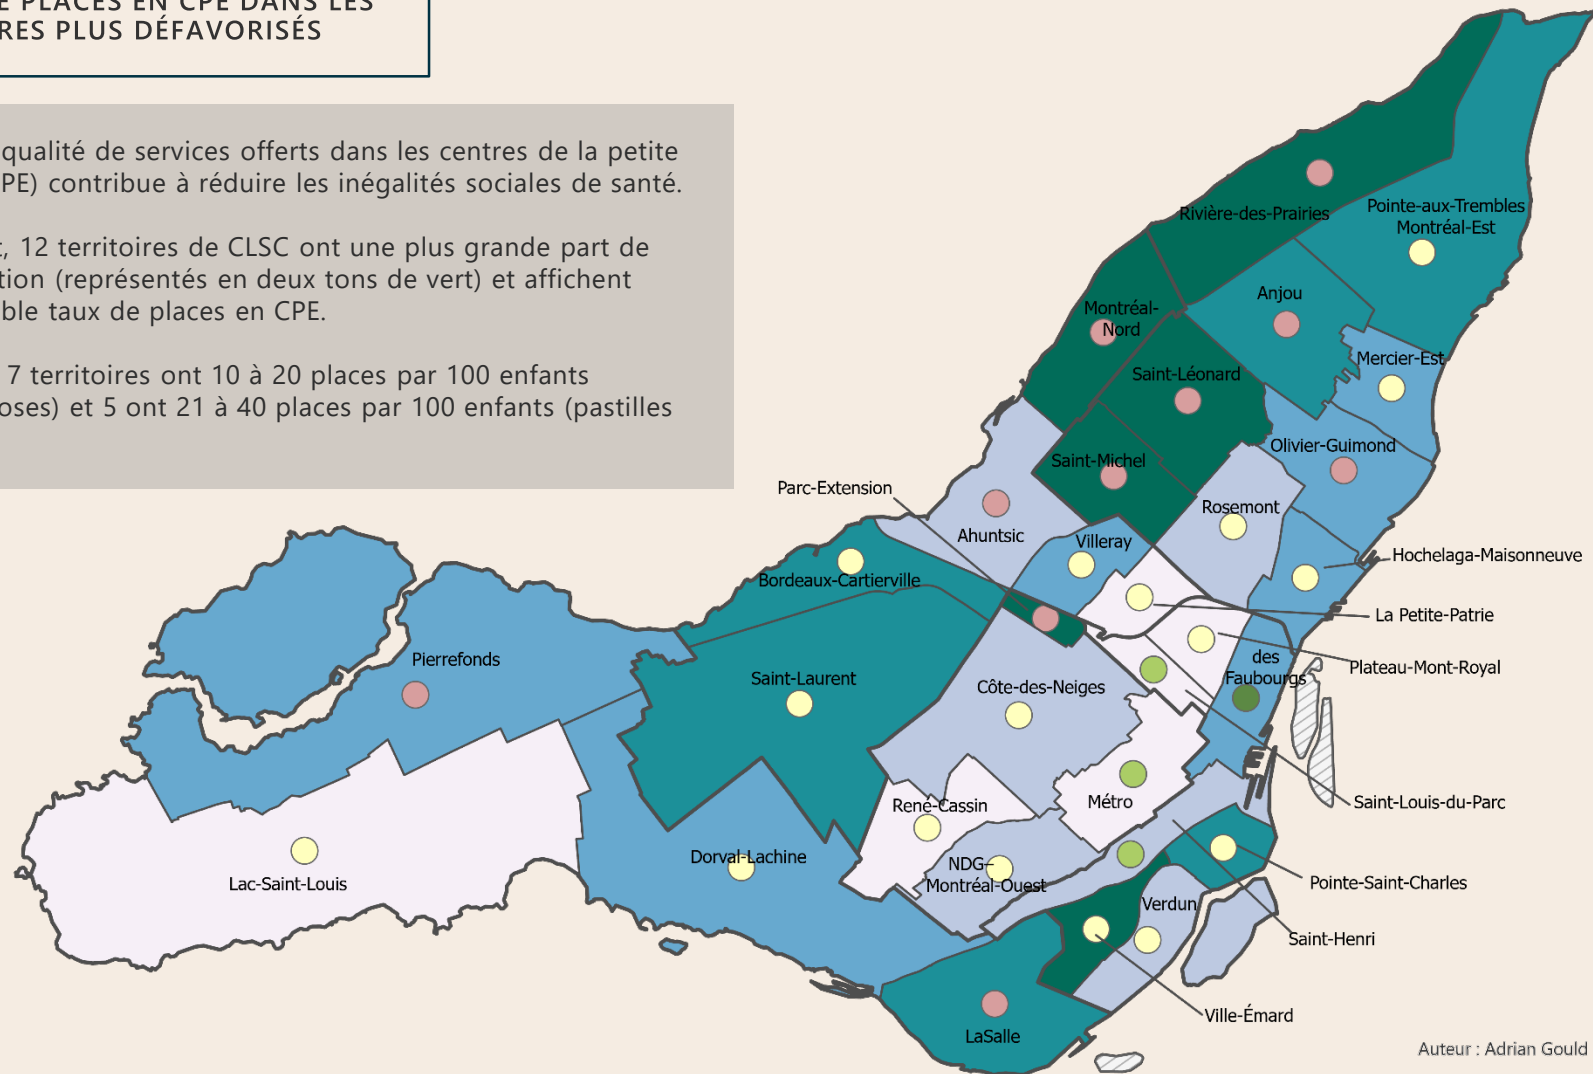 PLACES EN CPE DANS LES
RES PLUS DÉFAVORISÉS
qualité de services offerts dans les centres de la petite
PE) contribue à réduire les inégalités sociales de santé.
12 territoires de CLSC ont une plus grande part de
tion (représentés en deux tons de vert) et affichent
ble taux de places en CPE.
7 territoires ont 10 à 20 places par 100 enfants
oses) et 5 ont 21 à 40 places par 100 enfants (pastilles
Rivière-des-Prairies
Pointe-aux-Trembles
Montréal-Est
Anjou
Montréal-
Nord
Mercier-Est
Saint-Léonard
Olivier-Guimond
Saint-Michel
Parc-Extension
Rosemont
Ahuntsic
Villeray
Hochelaga-Maisonneuve
Bordeaux-Cartierville
La Petite-Patrie
Pierrefonds
des
Faubourgs
Plateau-Mont-Royal
Saint-Laurent
Côte-des-Neiges
René-Cassin
Métro
Saint-Louis-du-Parc
Dorval-Lachine
NDG–
Montréal-Ouest
Lac-Saint-Louis
Pointe-Saint-Charles
Verdun
Saint-Henri
Ville-Émard
LaSalle
Auteur : Adrian Gould